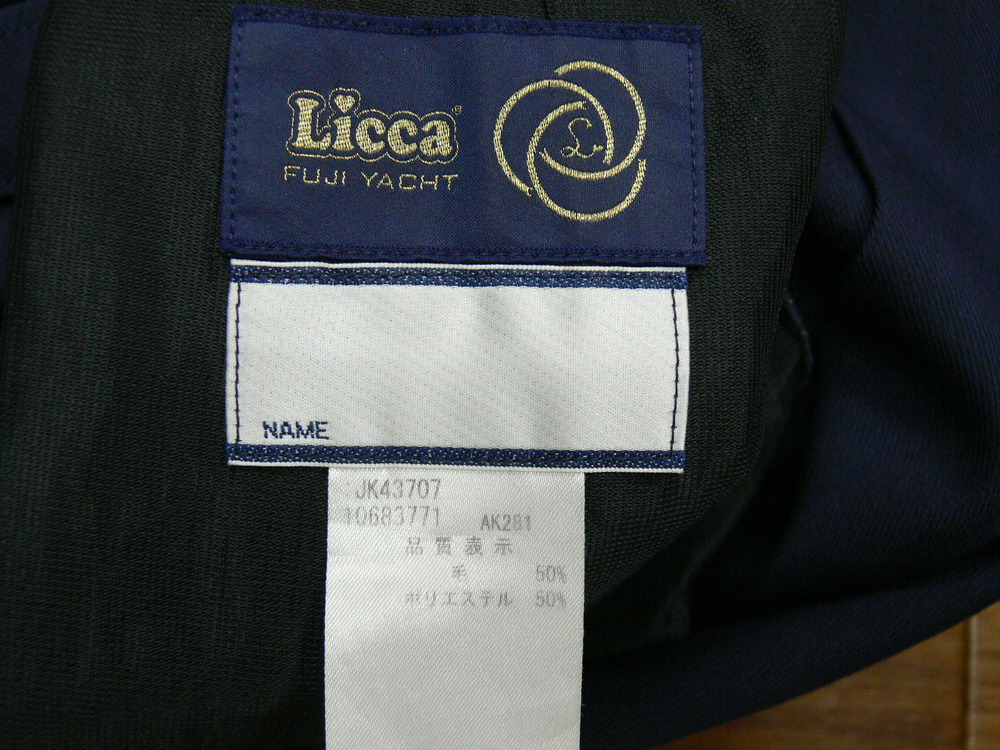 Licca®
FUJI YACHT
L
NAME
JK43707
10683771 AK281
品質表示
毛 50%
ポリエステル 50%